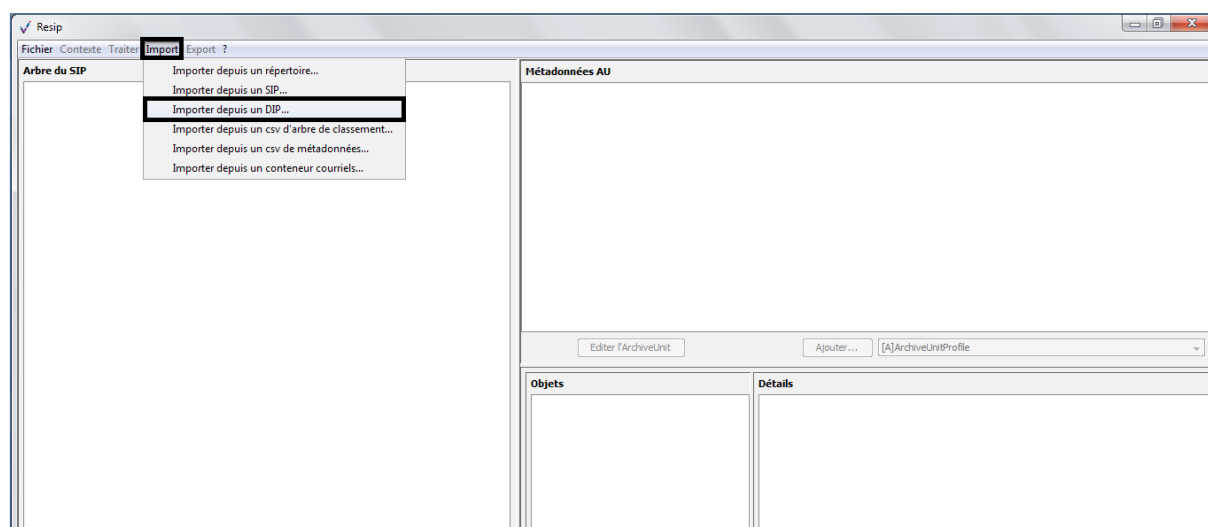 Resip
Fichier Contexte Traiter Import Export ?
Arbre du SIP
Importer depuis un répertoire...
Importer depuis un SIP...
Importer depuis un DIP...
Importer depuis un csv d'arbre de classement...
Importer depuis un csv de métadonnées...
Importer depuis un conteneur courriels...
Métadonnées AU
Editer l'ArchiveUnit
Ajouter...
[A]ArchiveUnitProfile
Objets
Détails